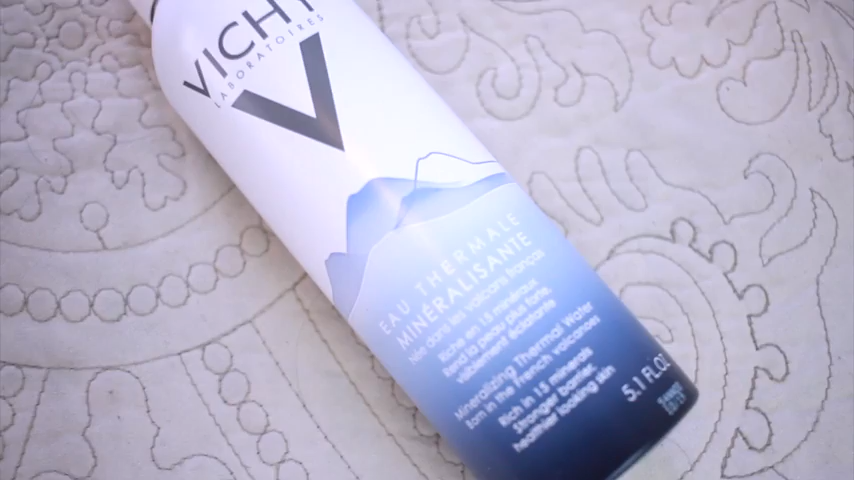 VICHY
LABORATOIRES
EAU THERMALE
MINÉRALISANTE
Née dans les volcans français
Riche en 15 minéraux.
Rend la peau plus forte,
visiblement éclatante
Mineralizing Thermal Water
Born in the French volcanoes
Rich in 15 minerals
Stronger barrier,
healthier looking skin
5.1 FL.OZ